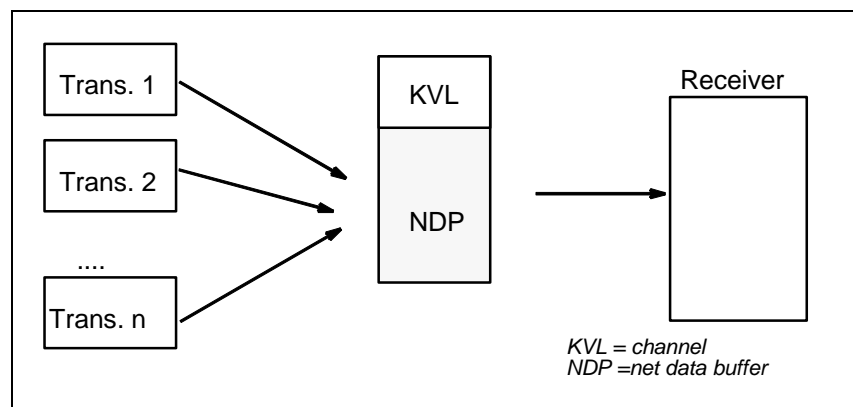 Trans. 1
Trans. 2
....
Trans. n
KVL
NDP
Receiver
KVL = channel
NDP =net data buffer